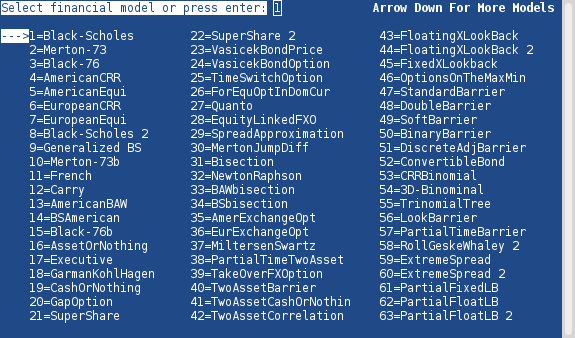 Select financial model or press enter: 1 Arrow Down For More Models
--->1=Black-Scholes 22=SuperShare 2 43=FloatingXLookBack
2=Merton-73 23=VasicekBondPrice 44=FloatingXLookBack 2
3=Black-76 24=VasicekBondOption 45=FixedXLookback
4=AmericanCRR 25=TimeSwitchOption 46=OptionsOnTheMaxMin
5=AmericanEqui 26=ForEquOptInDomCur 47=StandardBarrier
6=EuropeanCRR 27=Quanto 48=DoubleBarrier
7=EuropeanEqui 28=EquityLinkedFXO 49=SoftBarrier
8=Black-Scholes 2 29=SpreadApproximation 50=BinaryBarrier
9=Generalized BS 30=MertonJumpDiff 51=DiscreteAdjBarrier
10=Merton-73b 31=Bisection 52=ConvertibleBond
11=French 32=NewtonRaphson 53=CRRBinomial
12=Carry 33=BAWbisection 54=3D-Binominal
13=AmericanBAW 34=BSbisection 55=TrinomialTree
14=BSAmerican 35=AmerExchangeOpt 56=LookBarrier
15=Black-76b 36=EurExchangeOpt 57=PartialTimeBarrier
16=AssetOrNothing 37=MiltersenSwartz 58=RollGeskeWhaley 2
17=Executive 38=PartialTimeTwoAsset 59=ExtremeSpread
18=GarmanKohlHagen 39=TakeOverFXOption 60=ExtremeSpread 2
19=CashOrNothing 40=TwoAssetBarrier 61=PartialFixedLB
20=GapOption 41=TwoAssetCashOrNothin 62=PartialFloatLB
21=SuperShare 42=TwoAssetCorrelation 63=PartialFloatLB 2